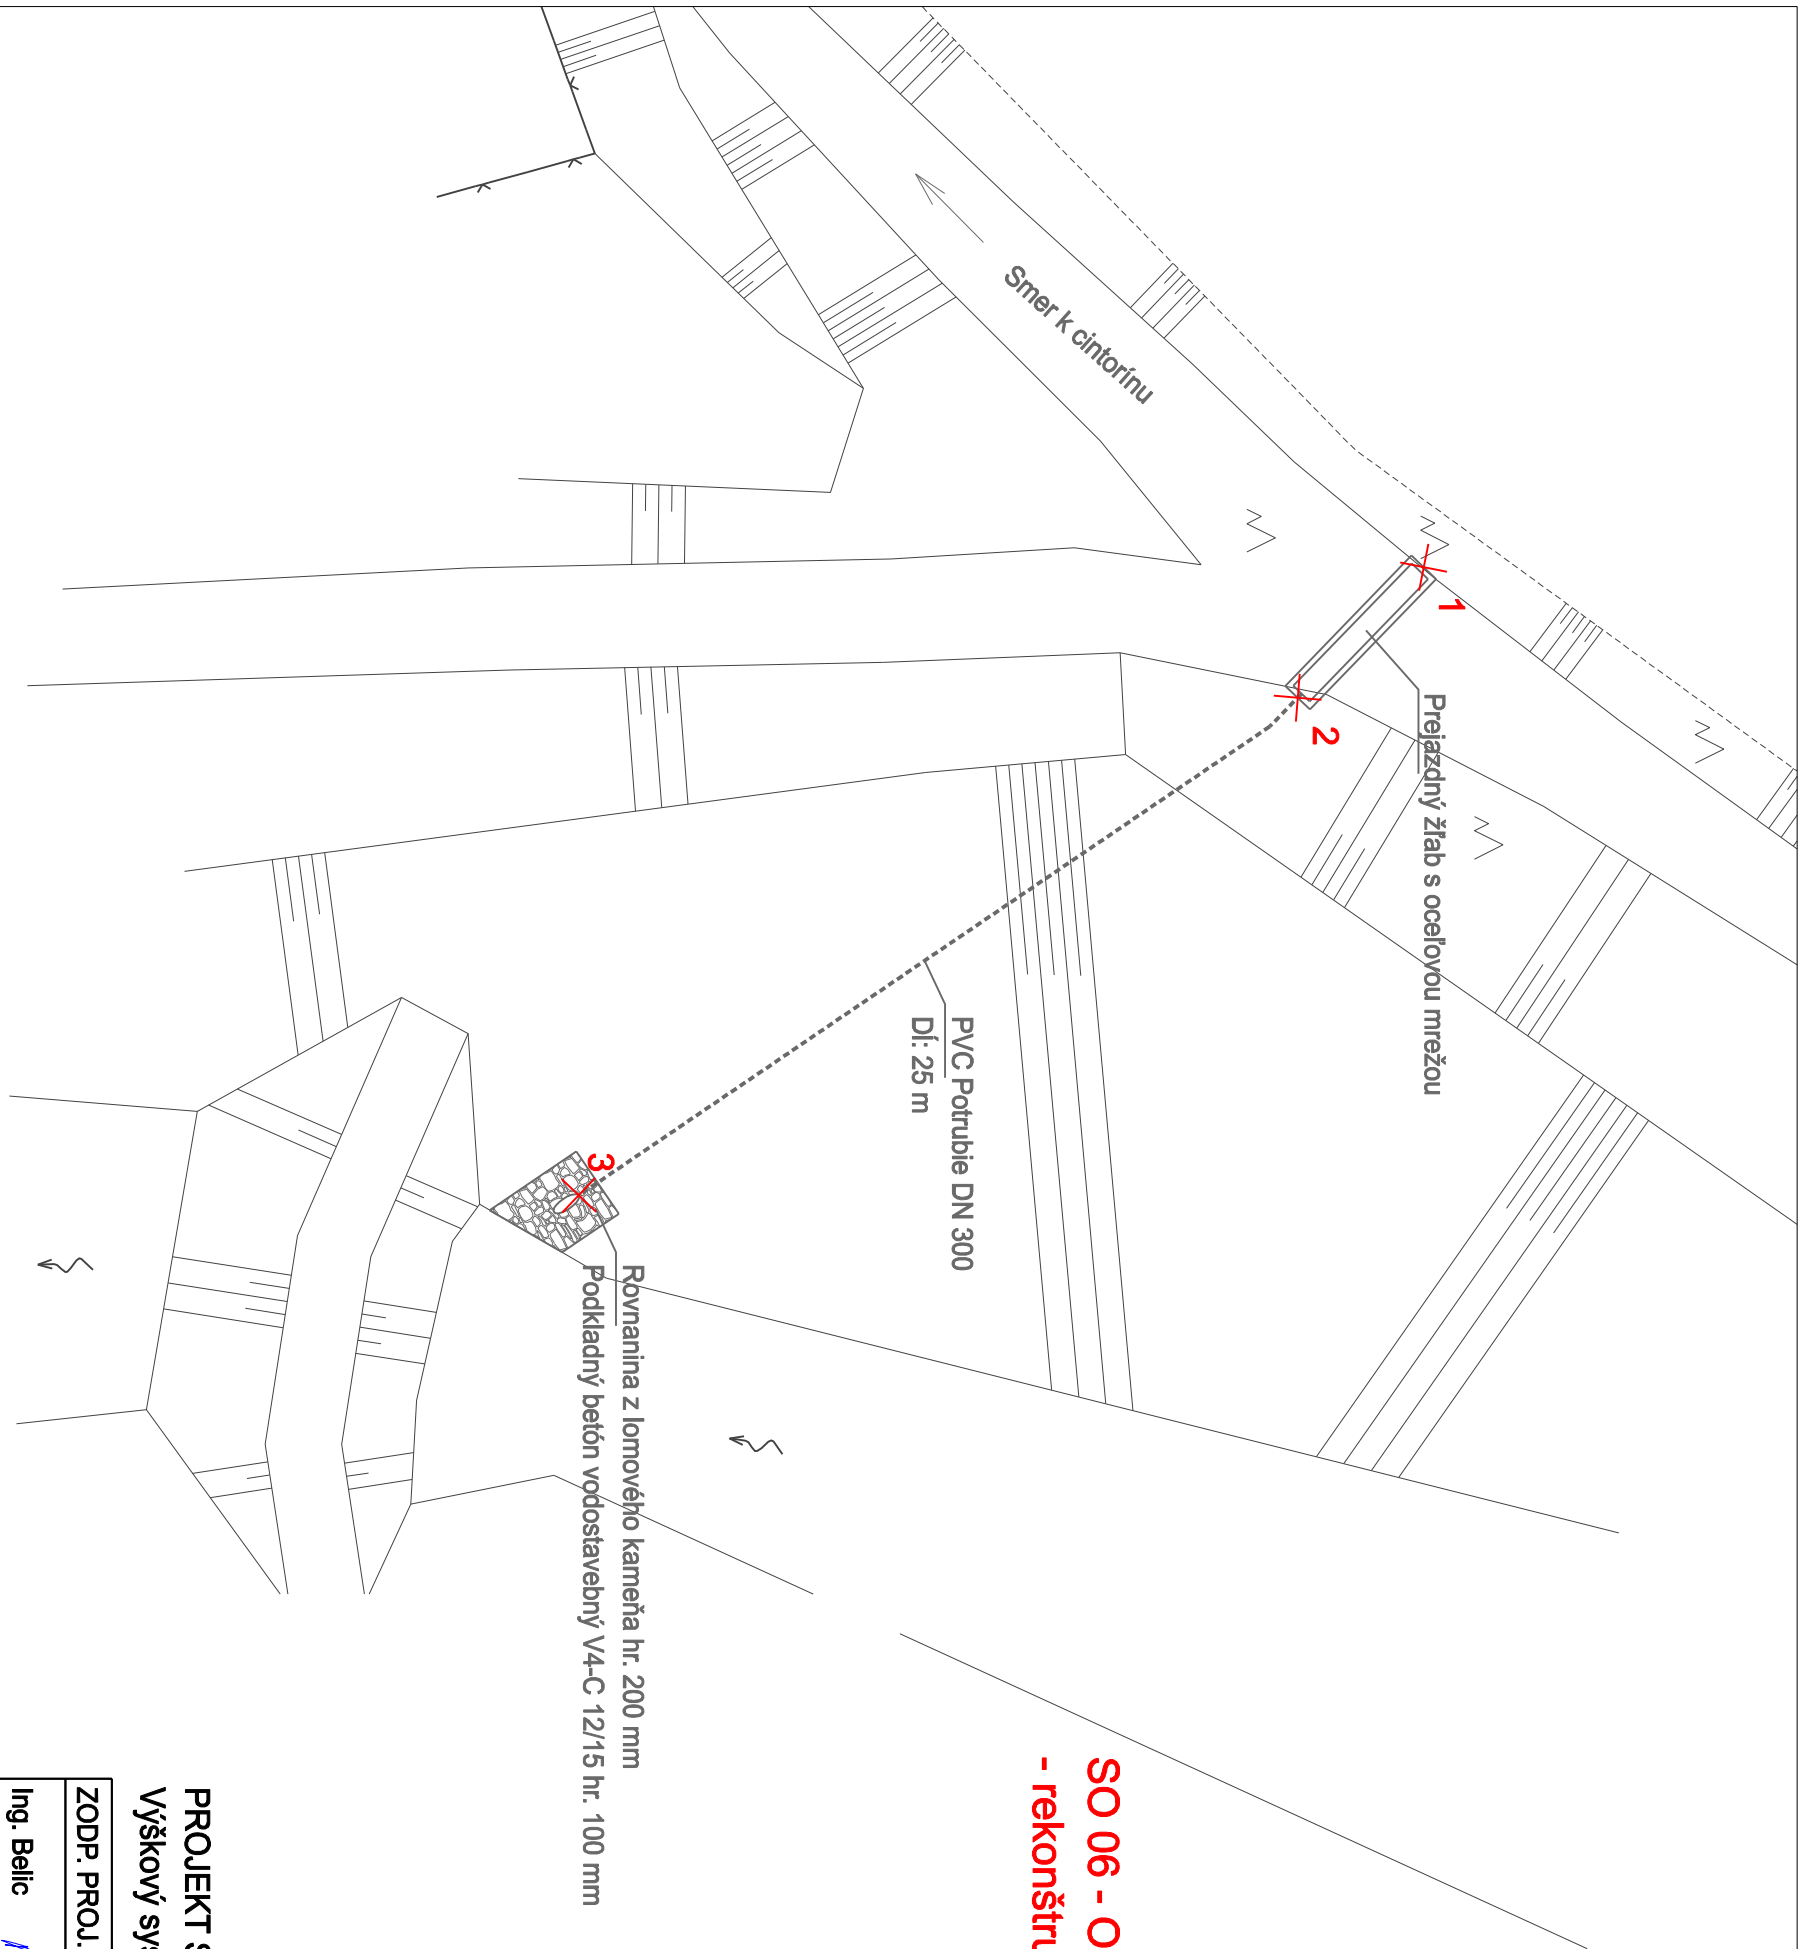 Smer k cintorínu
1
2
Prejazdný žľab s oceľovou mrežou
PVC Potrubie DN 300
Dĺ: 25 m
3
Rovnanina z lomového kameňa hr. 200 mm
Podkladný betón vodostavebný V4-C 12/15 hr. 100 mm
SO 06 - O
- rekonštru
PROJEKT S
Výškový sys
ZODP. PROJ.
Ing. Belic